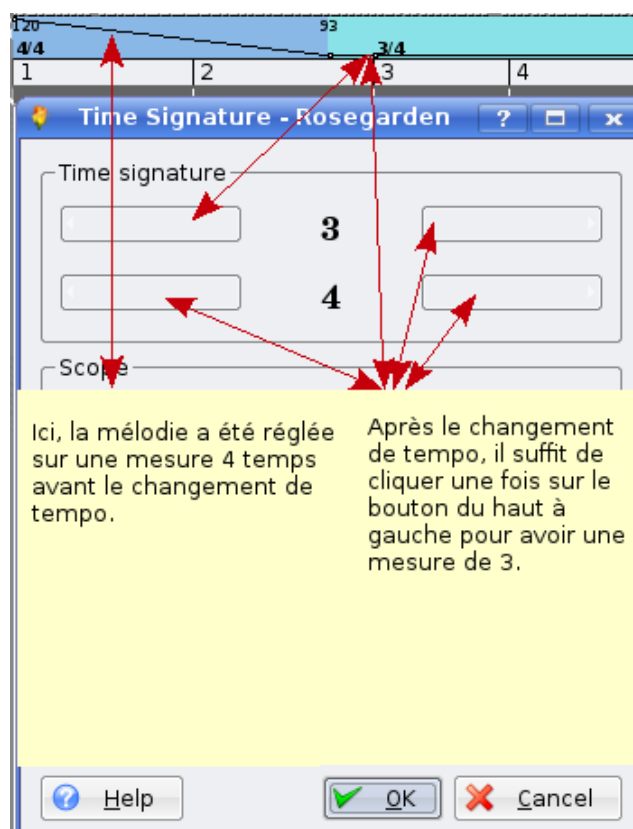 120 93
4/4 3/4
1 2 3 4
Time Signature - Rosegarden ?
Time signature
3
4
Scope
Ici, la mélodie a été réglée
sur une mesure 4 temps
avant le changement de
tempo.
Après le changement
de tempo, il suffit de
cliquer une fois sur le
bouton du haut à
gauche pour avoir une
mesure de 3.
? Help OK Cancel